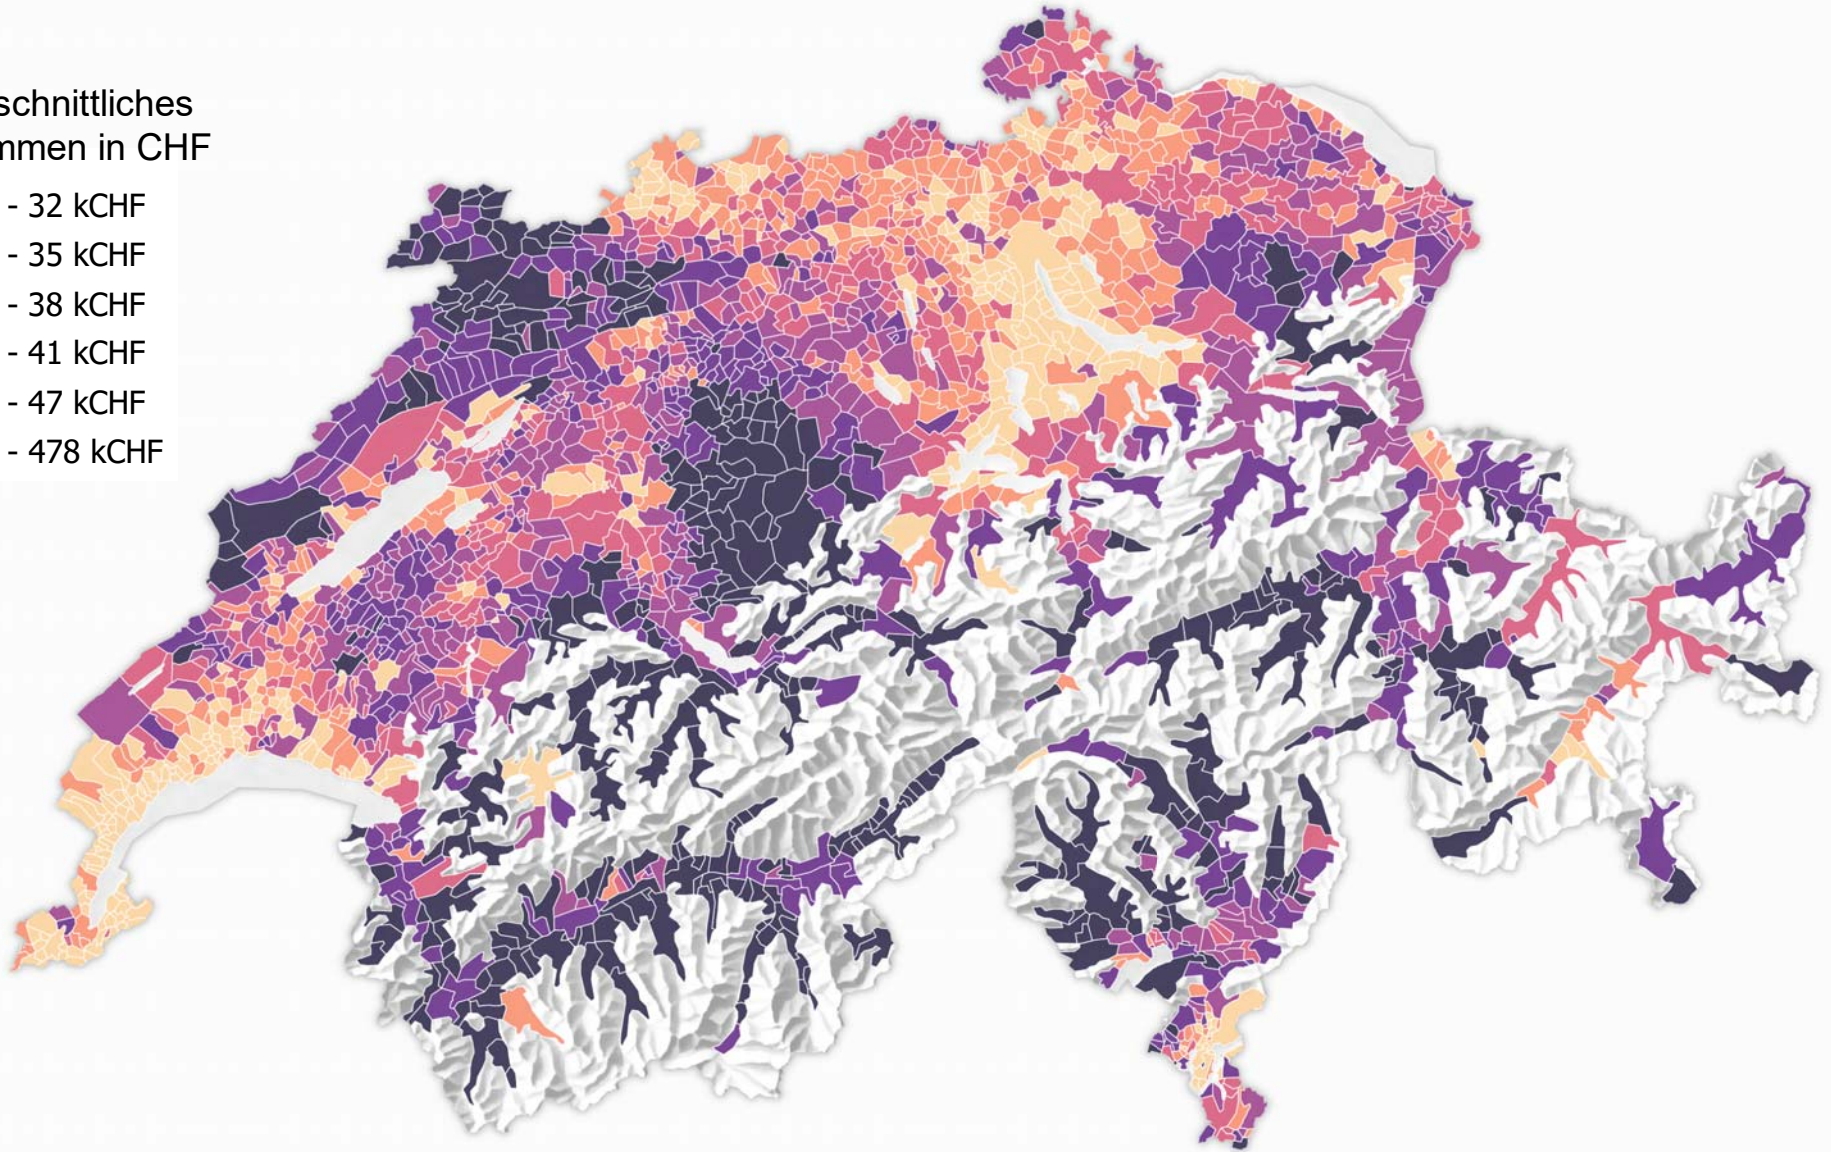 schnittliches
mmen in CHF
- 32 kCHF
- 35 kCHF
- 38 kCHF
- 41 kCHF
- 47 kCHF
- 478 kCHF